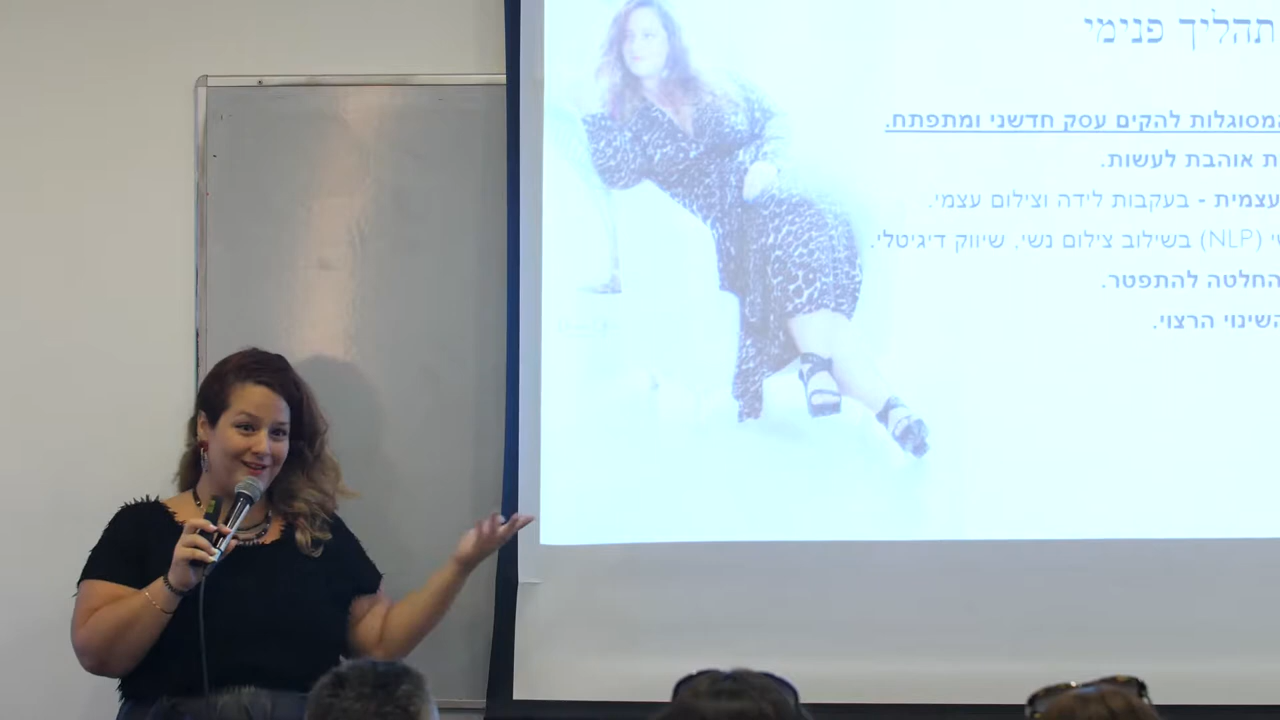 תהליך פנימי
המסוגלות להקים עסק חדשני ומתפתח.
ת אוהבת לעשות.
עצמית - בעקבות לידה וצילום עצמי.
י (NLP) בשילוב צילום נשי. שיווק דיגיטלי.
החלטה להתפטר.
השינוי הרצוי.